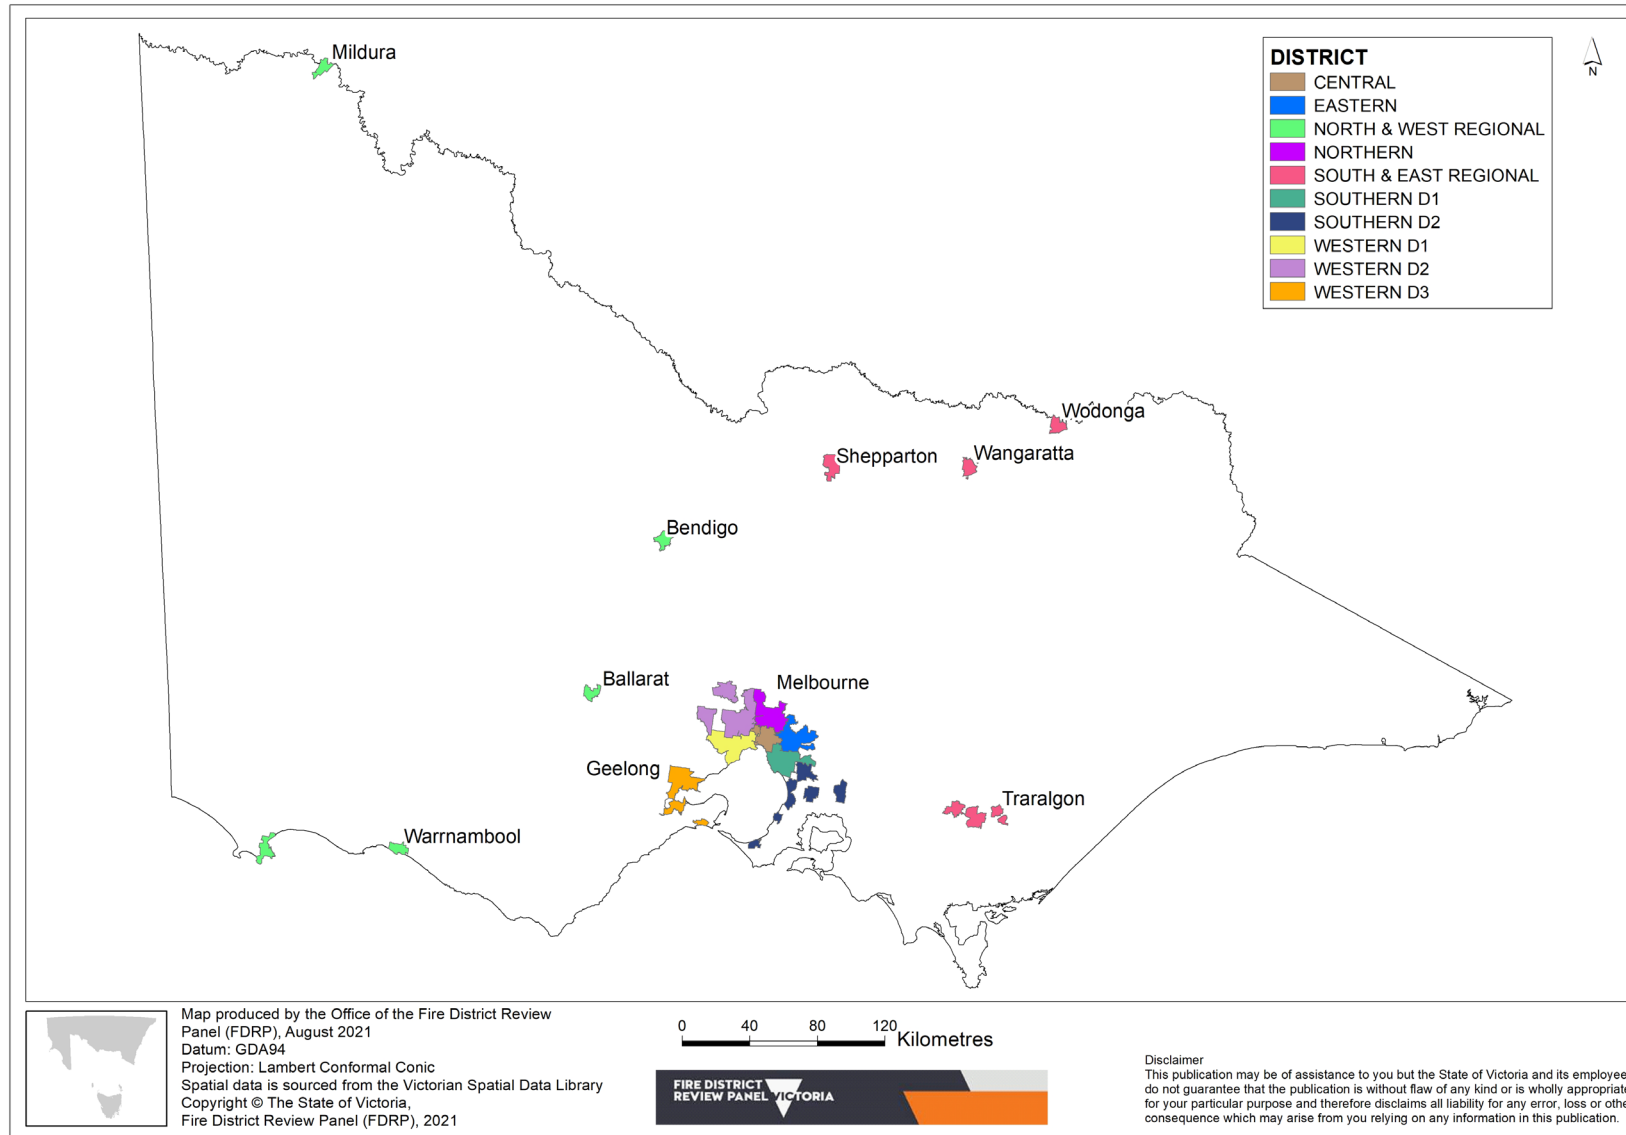 Mildura
DISTRICT
CENTRAL
EASTERN
NORTH & WEST REGIONAL
NORTHERN
SOUTH & EAST REGIONAL
SOUTHERN D1
SOUTHERN D2
WESTERN D1
WESTERN D2
WESTERN D3
N
Wodonga
Shepparton
Wangaratta
Bendigo
Ballarat
Melbourne
Geelong
Traralgon
Warrnambool
Map produced by the Office of the Fire District Review
Panel (FDRP), August 2021
Datum: GDA94
Projection: Lambert Conformal Conic
Spatial data is sourced from the Victorian Spatial Data Library
Copyright © The State of Victoria,
Fire District Review Panel (FDRP), 2021
0 40 80 120
Kilometres
FIRE DISTRICT
REVIEW PANEL VICTORIA
Disclaimer
This publication may be of assistance to you but the State of Victoria and its employee
do not guarantee that the publication is without flaw of any kind or is wholly appropriate
for your particular purpose and therefore disclaims all liability for any error, loss or othe
consequence which may arise from you relying on any information in this publication.